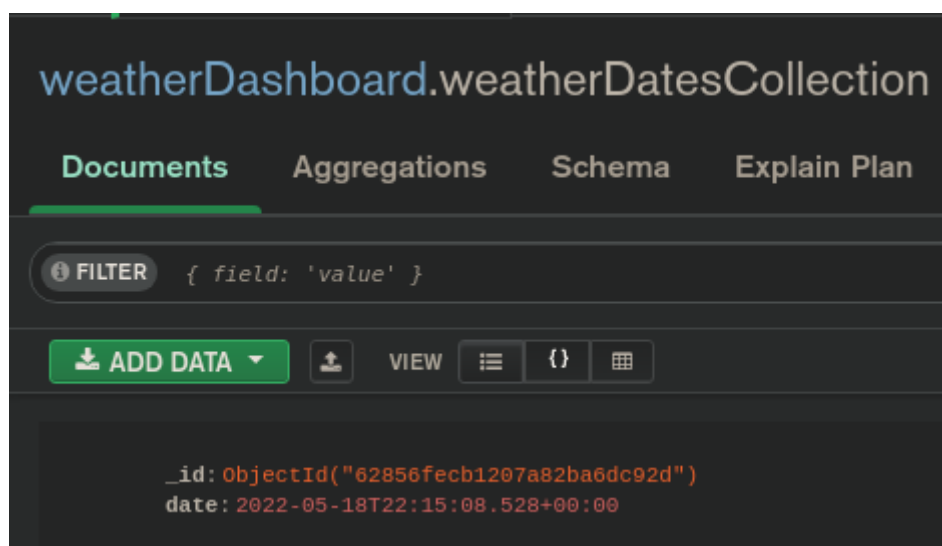 weatherDashboard.weatherDatesCollection
Documents Aggregations Schema Explain Plan
FILTER { field: 'value' }
ADD DATA VIEW {}
_id: ObjectId("62856fecb1207a82ba6dc92d")
date: 2022-05-18T22:15:08.528+00:00